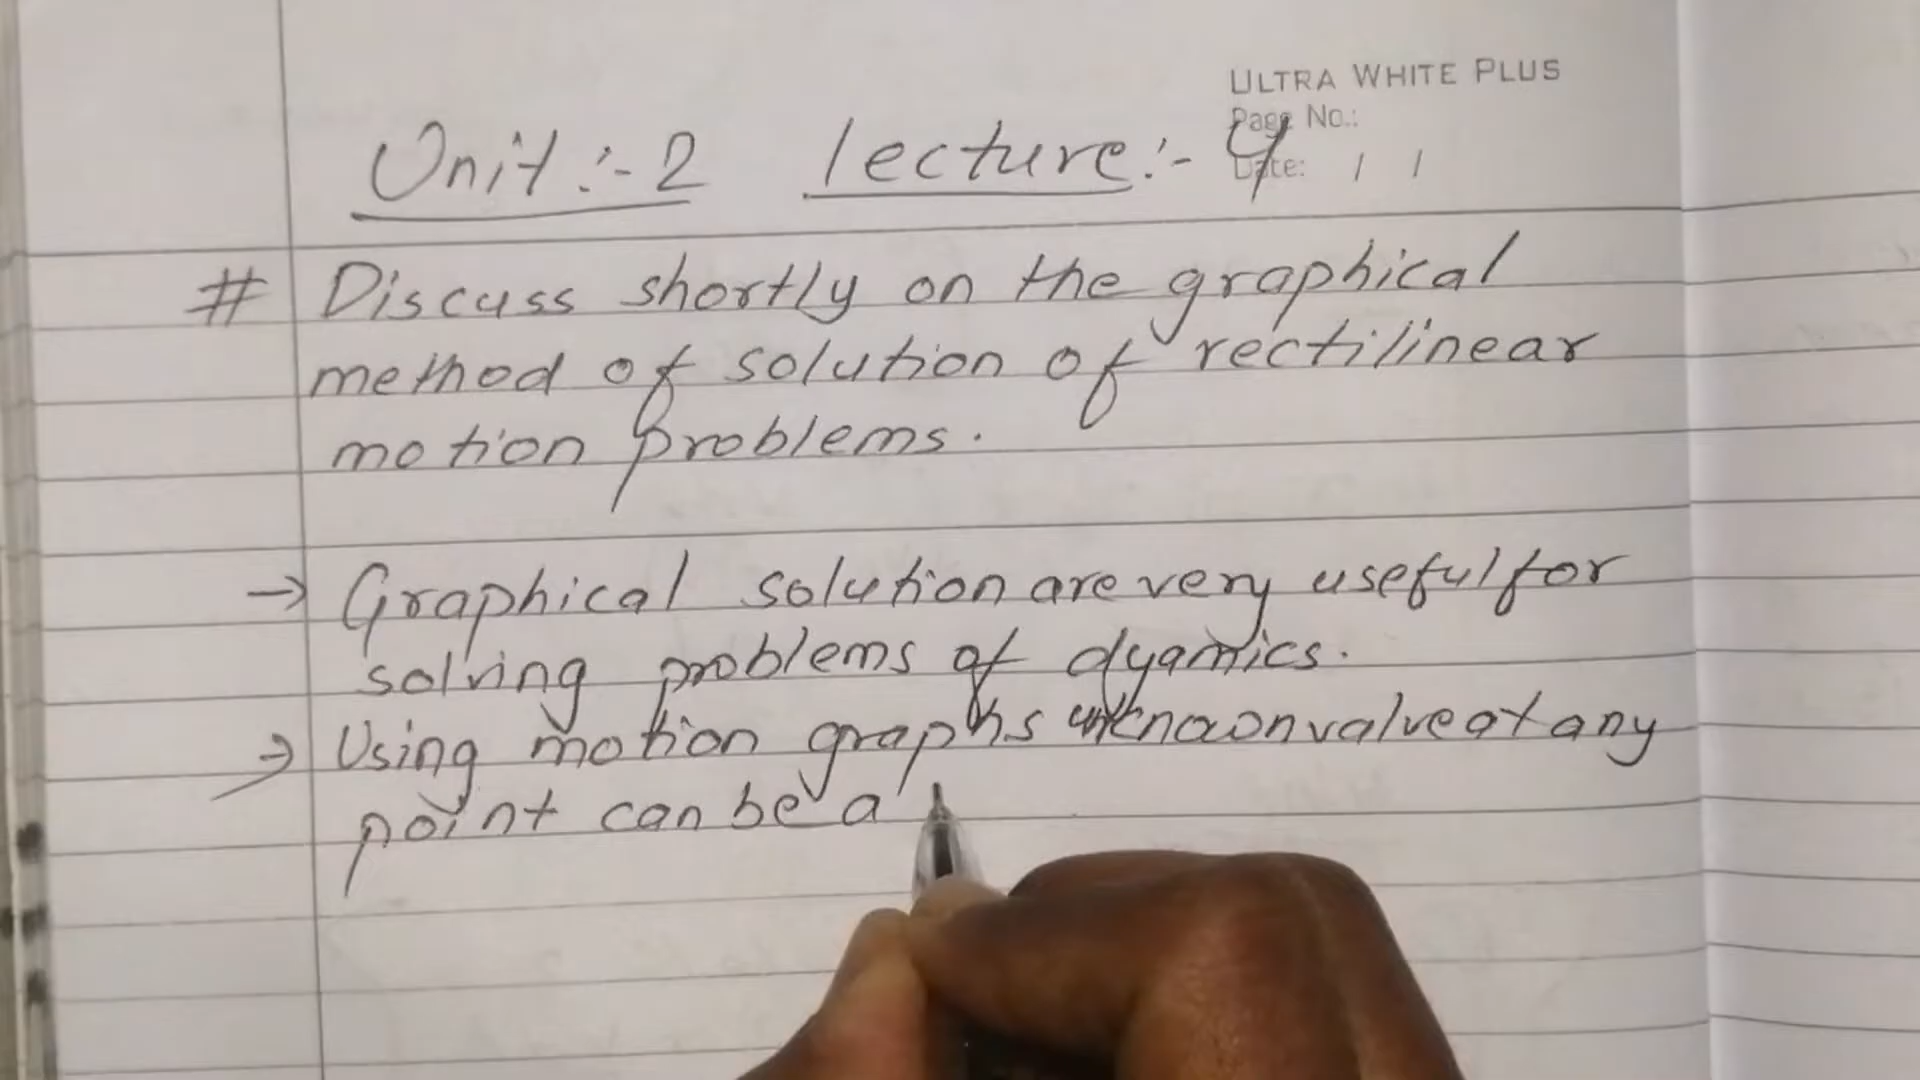 ULTRA WHITE PLUS
Page No.:
Date: / /
Unit :- 2 lecture :- 4
# Discuss shortly on the graphical
method of solution of rectilinear
motion problems.
→ Graphical solution are very useful for
solving problems of dyamics.
→ Using motion graphs unknown valve at any
point can be a